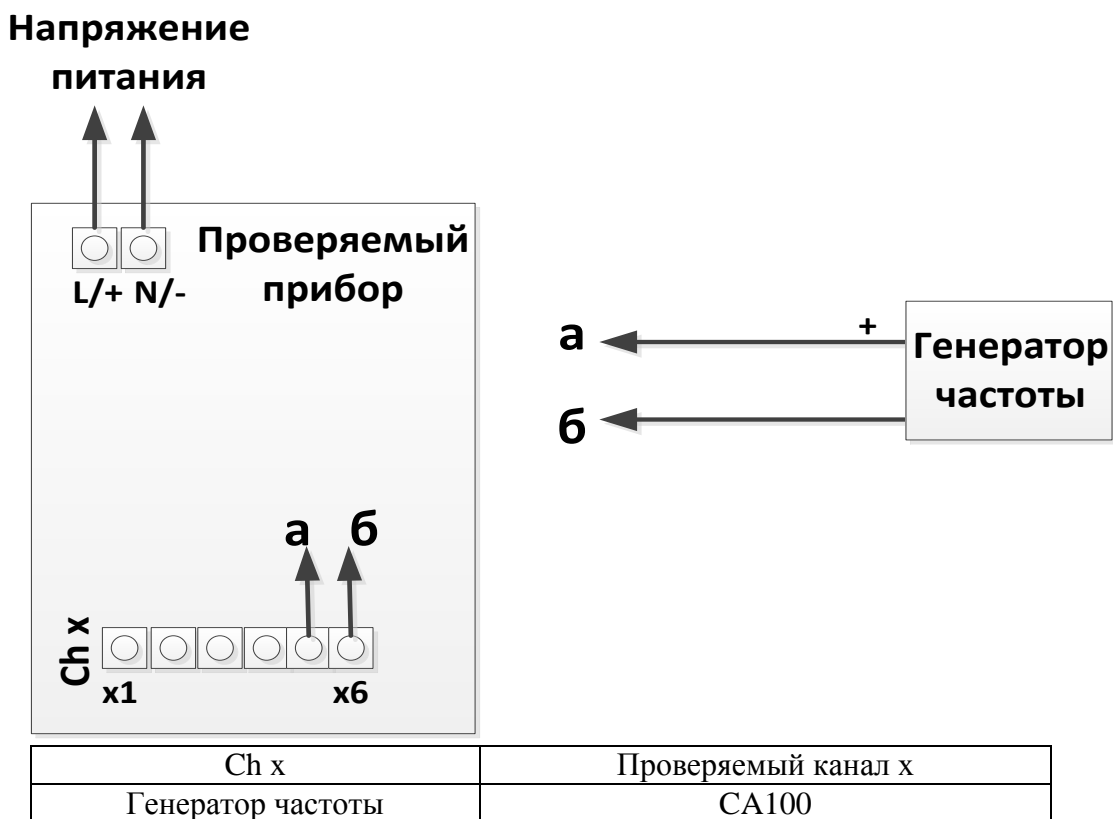 Напряжение
питания
Проверяемый
прибор
L/+ N/-
а
+
Генератор
частоты
б
а б
Ch x
x1
x6
Ch x
Проверяемый канал x
Генератор частоты
CA100